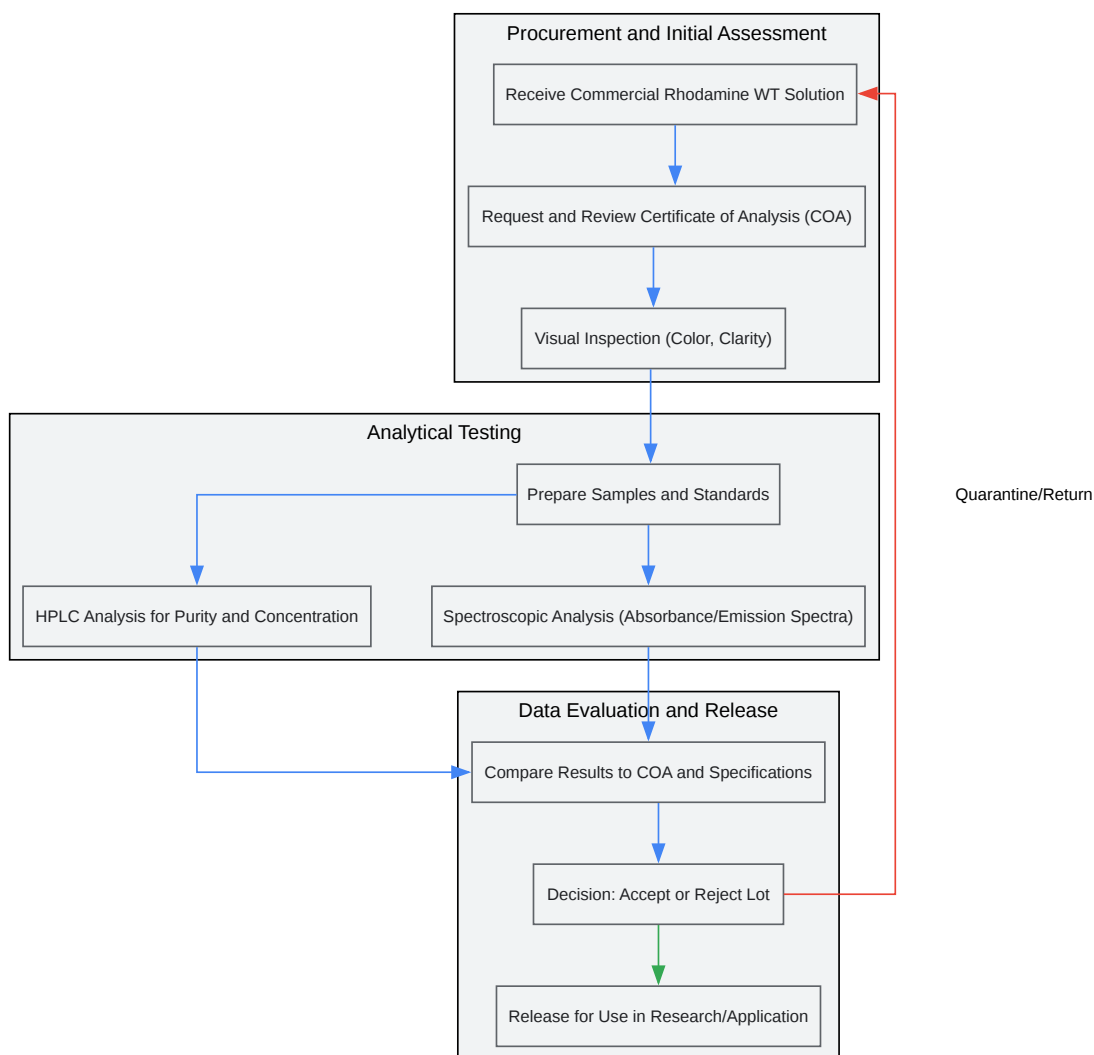 Procurement and Initial Assessment
Receive Commercial Rhodamine WT Solution
Request and Review Certificate of Analysis (COA)
Visual Inspection (Color, Clarity)
Analytical Testing
Prepare Samples and Standards
Quarantine/Return
HPLC Analysis for Purity and Concentration
Spectroscopic Analysis (Absorbance/Emission Spectra)
Data Evaluation and Release
Compare Results to COA and Specifications
Decision: Accept or Reject Lot
Release for Use in Research/Application